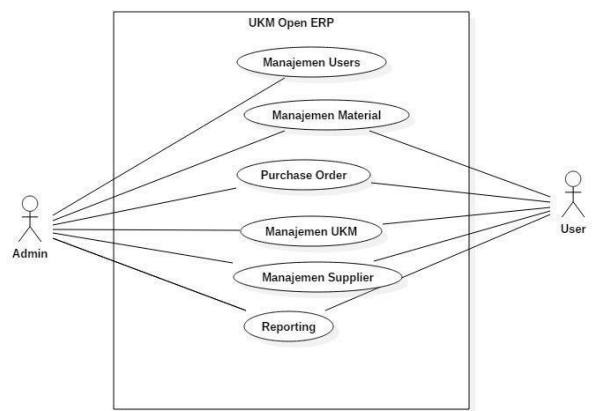 UKM Open ERP
Manajemen Users
Manajemen Material
Purchase Order
Manajemen UKM
Manajemen Supplier
Reporting
Admin
User